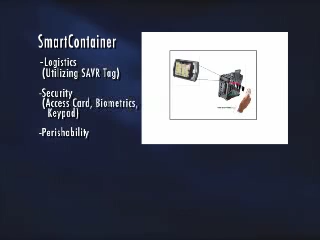 SmartContainer
-Logistics
(Utilizing SAVR Tag)
-Security
(Access Card, Biometrics,
Keypad)
-Perishability